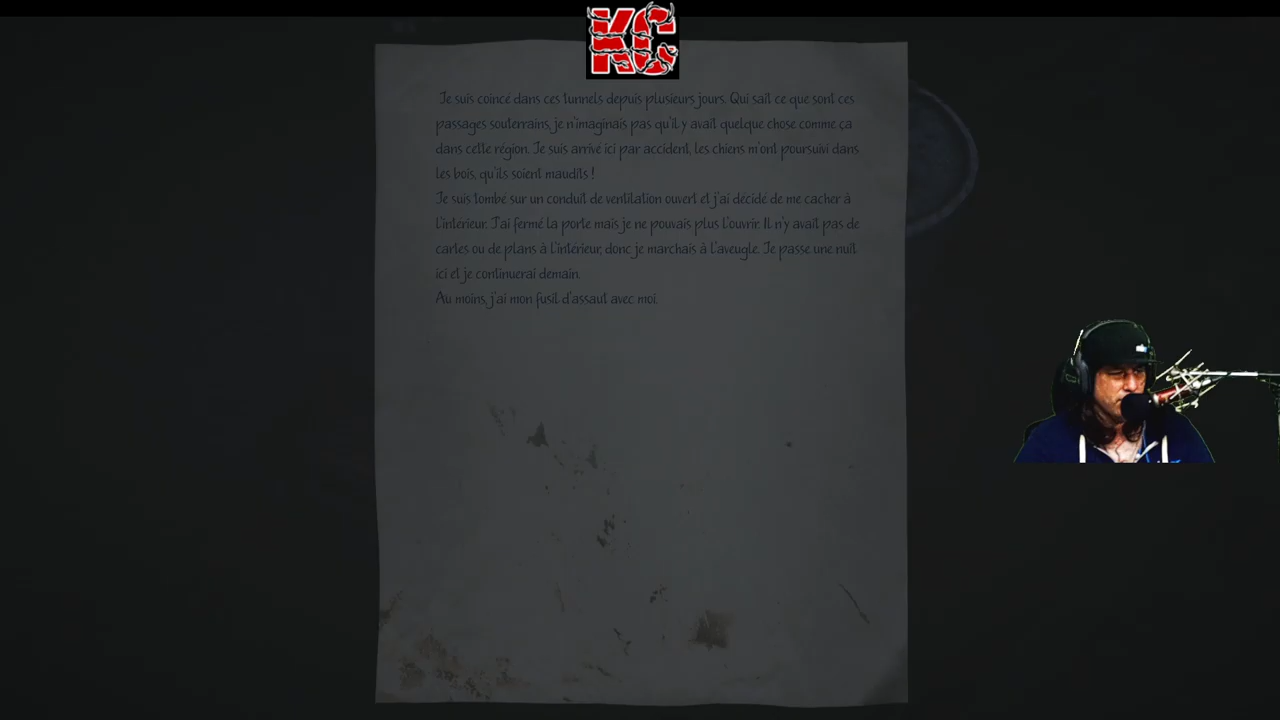 KC
Je suis coincé dans ces tunnels depuis plusieurs jours. Qui sait ce que sont ces
passages souterrains, je n'imaginais pas qu'il y avait quelque chose comme ça
dans cette région. Je suis arrivé ici par accident, les chiens m'ont poursuivi dans
les bois, qu'ils soient maudits !
Je suis tombé sur un conduit de ventilation ouvert et j'ai décidé de me cacher à
l'intérieur. J'ai fermé la porte mais je ne pouvais plus l'ouvrir. Il n'y avait pas de
cartes ou de plans à l'intérieur, donc je marchais à l'aveugle. Je passe une nuit
ici et je continuerai demain.
Au moins, j'ai mon fusil d'assaut avec moi.